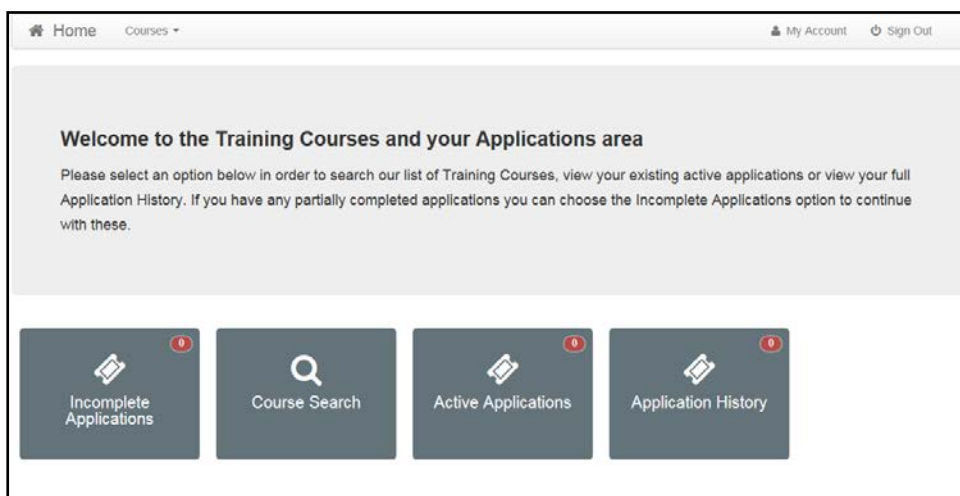 Home Courses My Account Sign Out
Welcome to the Training Courses and your Applications area
Please select an option below in order to search our list of Training Courses, view your existing active applications or view your full
Application History. If you have any partially completed applications you can choose the Incomplete Applications option to continue
with these.
0
Incomplete
Applications
Course Search
0
Active Applications
0
Application History